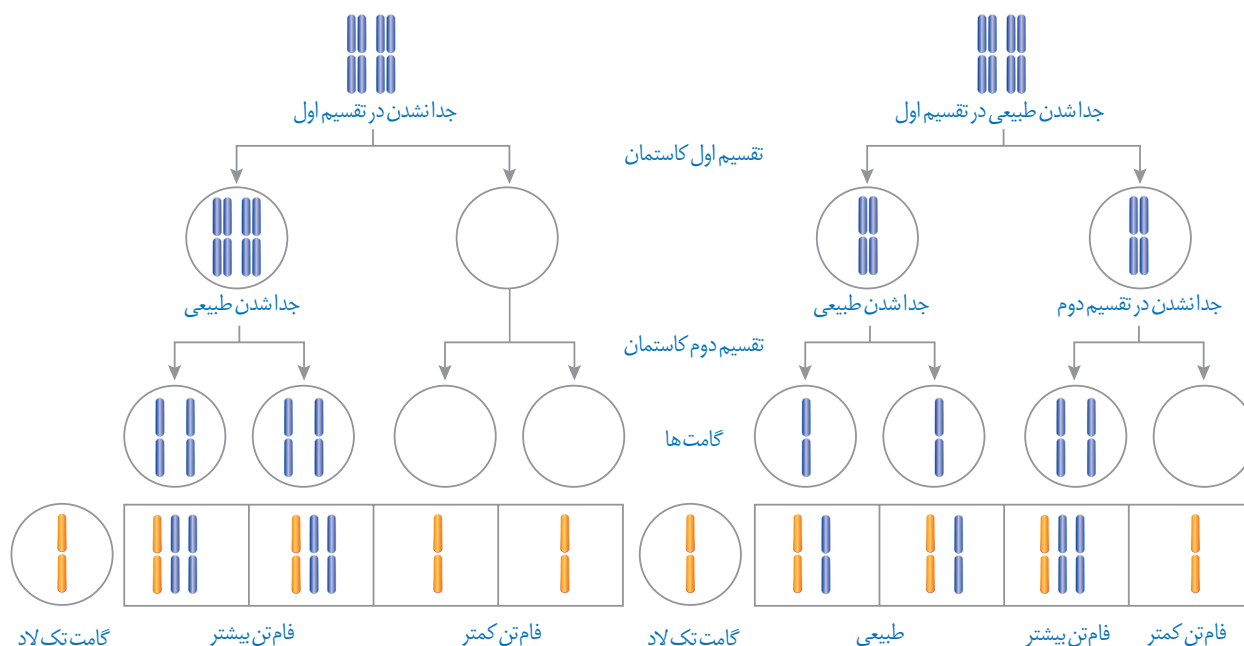 جدا شدن طبیعی در تقسیم اول
جدا نشدن در تقسیم اول
تقسیم اول کاستمان
جدا نشدن در تقسیم دوم
جدا شدن طبیعی
جدا شدن طبیعی
تقسیم دوم کاستمان
گامت‌ها
فام‌تن کمتر
فام‌تن بیشتر
طبیعی
گامت تک‌لاد
فام‌تن کمتر
فام‌تن بیشتر
گامت تک‌لاد